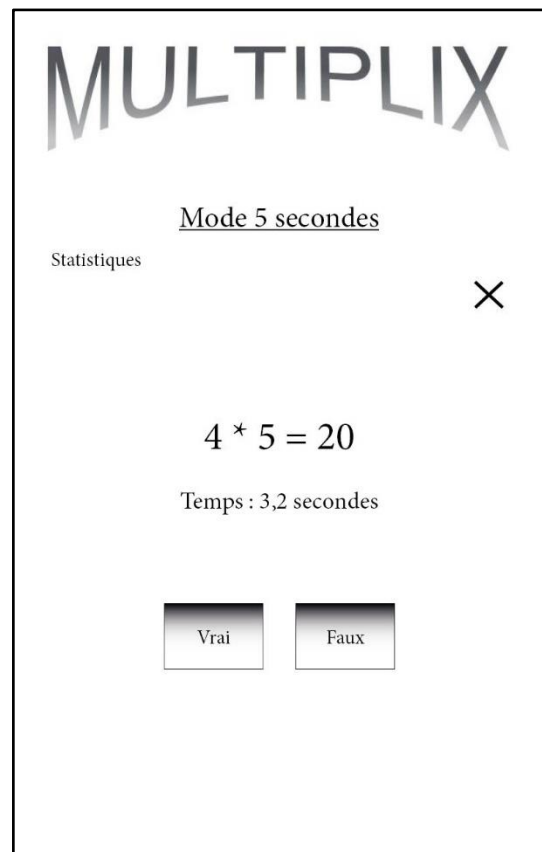 MULTIPLIX
Mode 5 secondes
Statistiques
4 * 5 = 20
Temps : 3,2 secondes
Vrai Faux